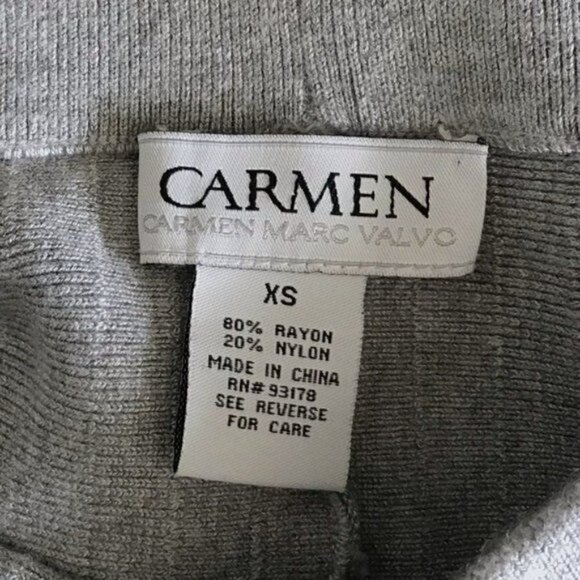 CARMEN
CARMEN MARC VALVO
XS
80% RAYON
20% NYLON
MADE IN CHINA
RN# 93178
SEE REVERSE
FOR CARE